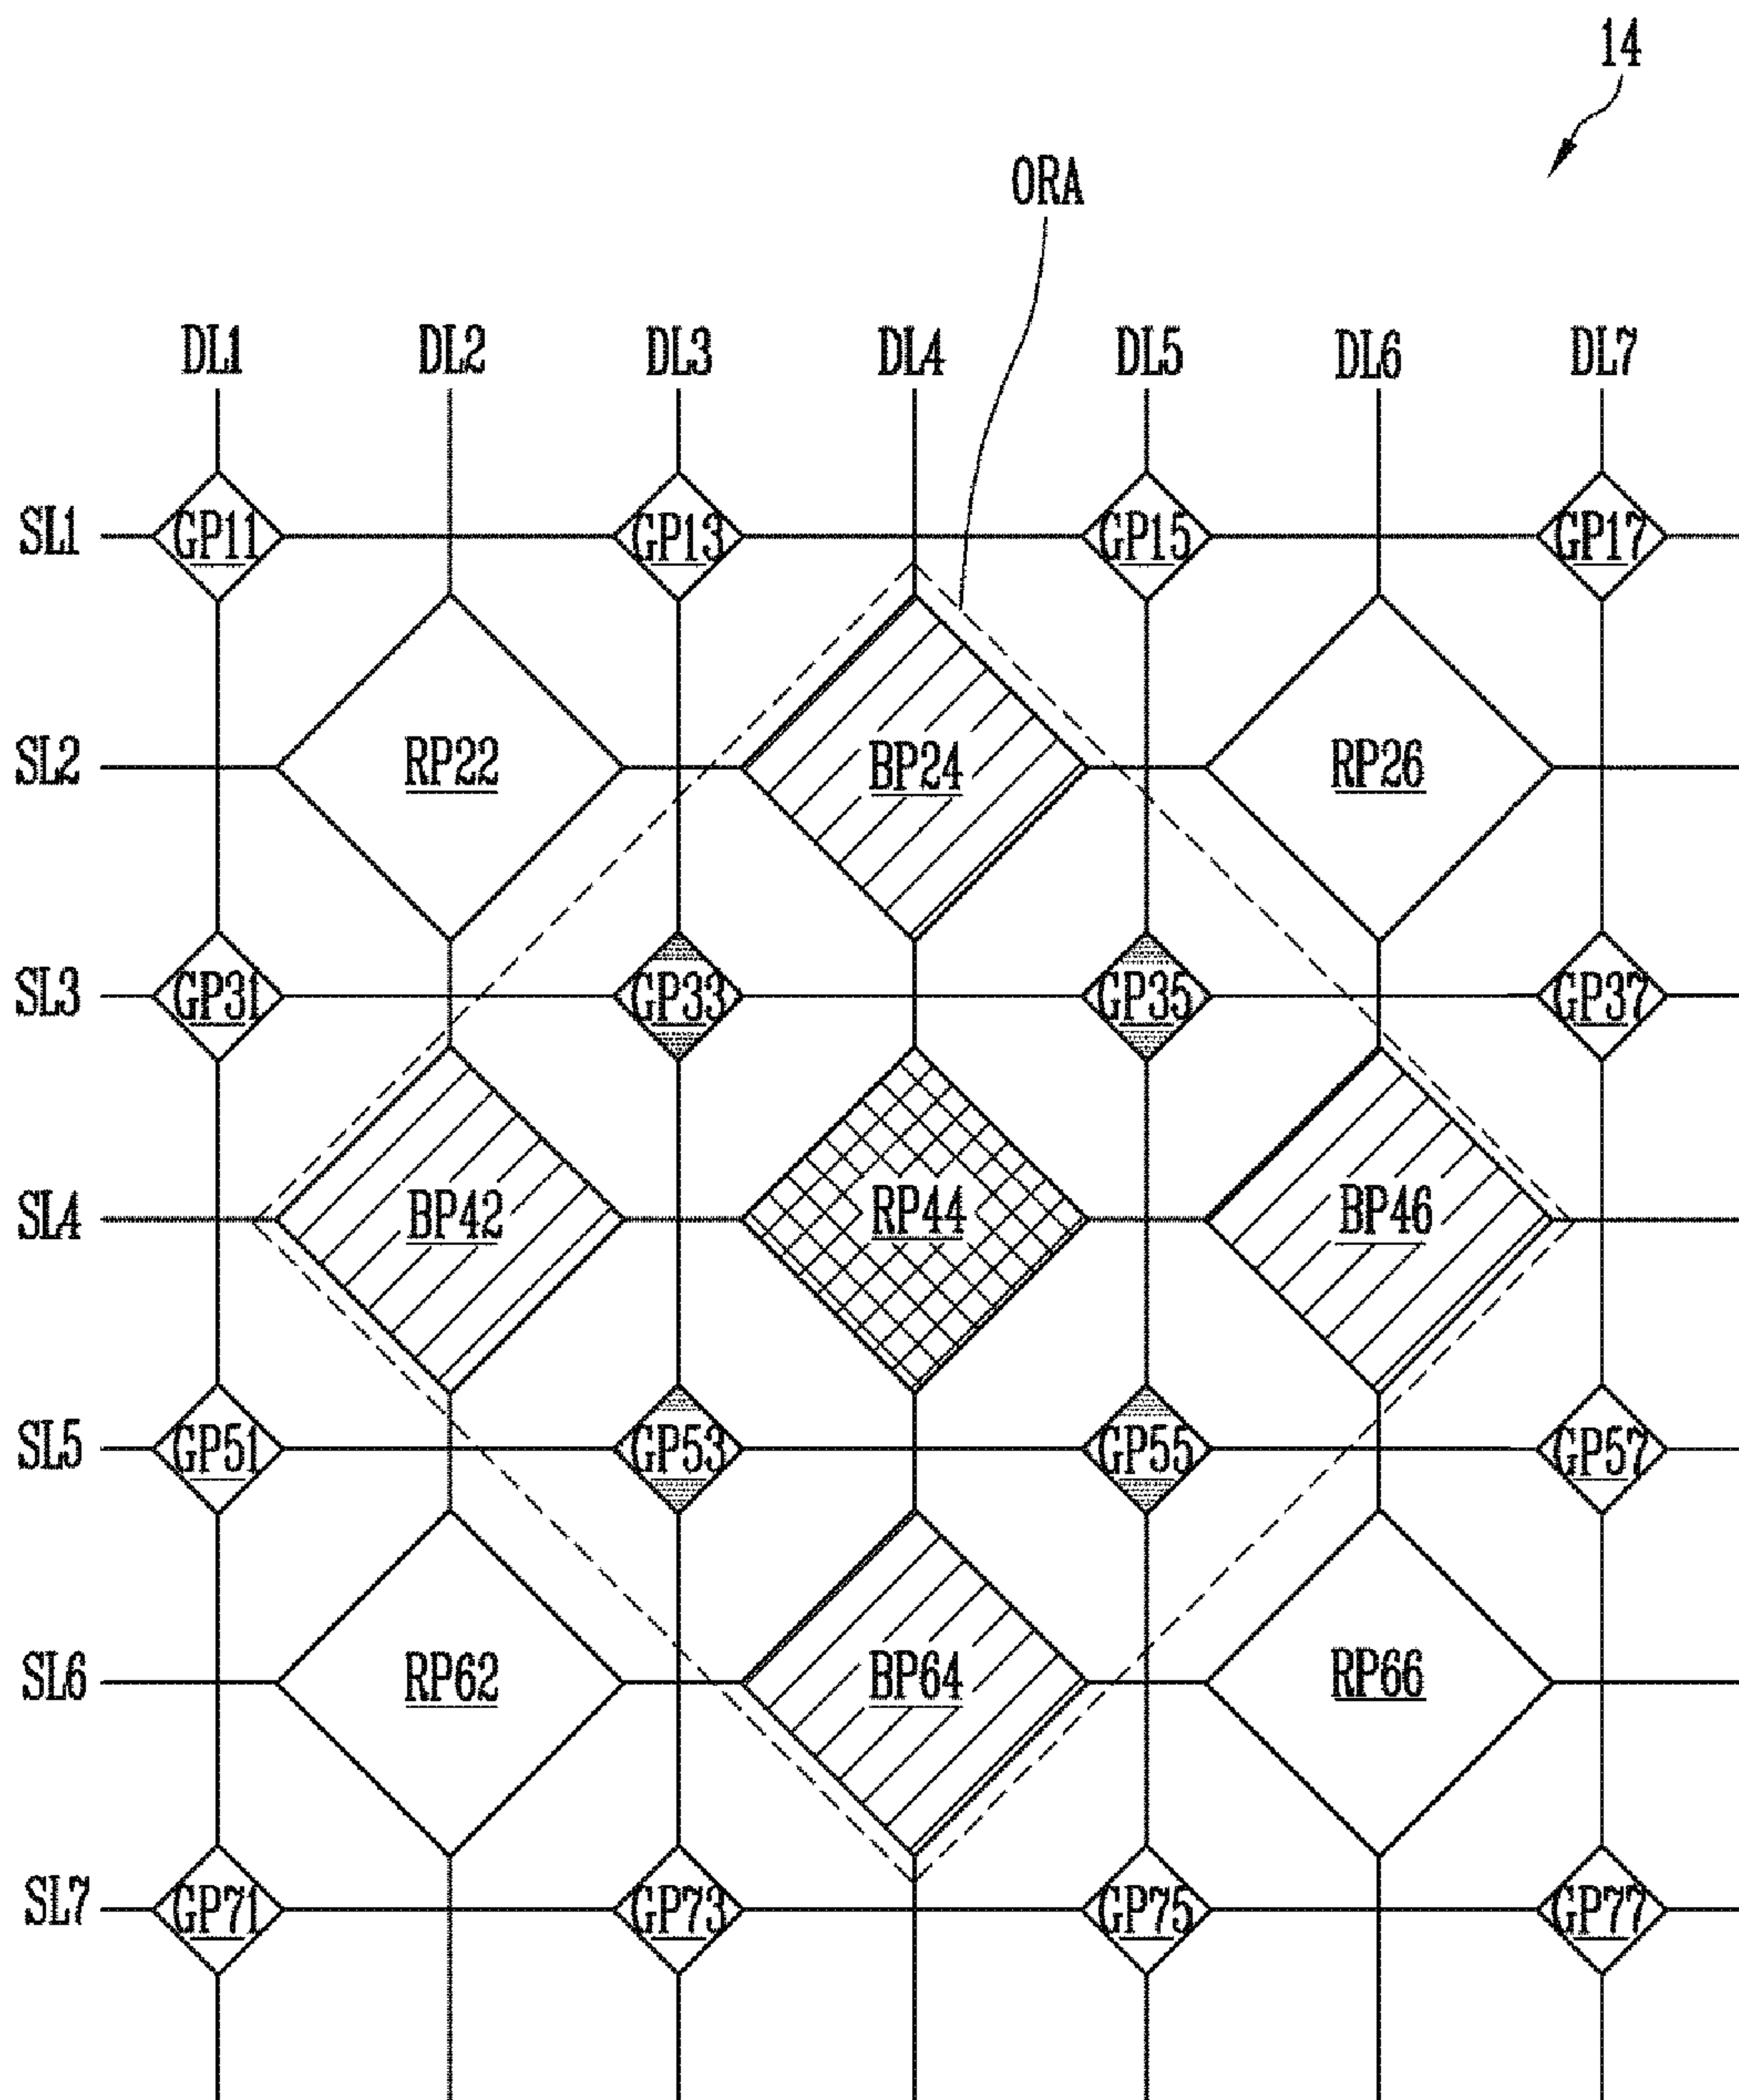 14
ORA
DL1 DL2 DL3 DL4 DL5 DL6 DL7
SL1 GP11 GP13 GP15 GP17
SL2 RP22 BP24 RP26
SL3 GP31 GP33 GP35 GP37
SL4 BP42 RP44 BP46
SL5 GP51 GP53 GP55 GP57
SL6 RP62 BP64 RP66
SL7 GP71 GP73 GP75 GP77